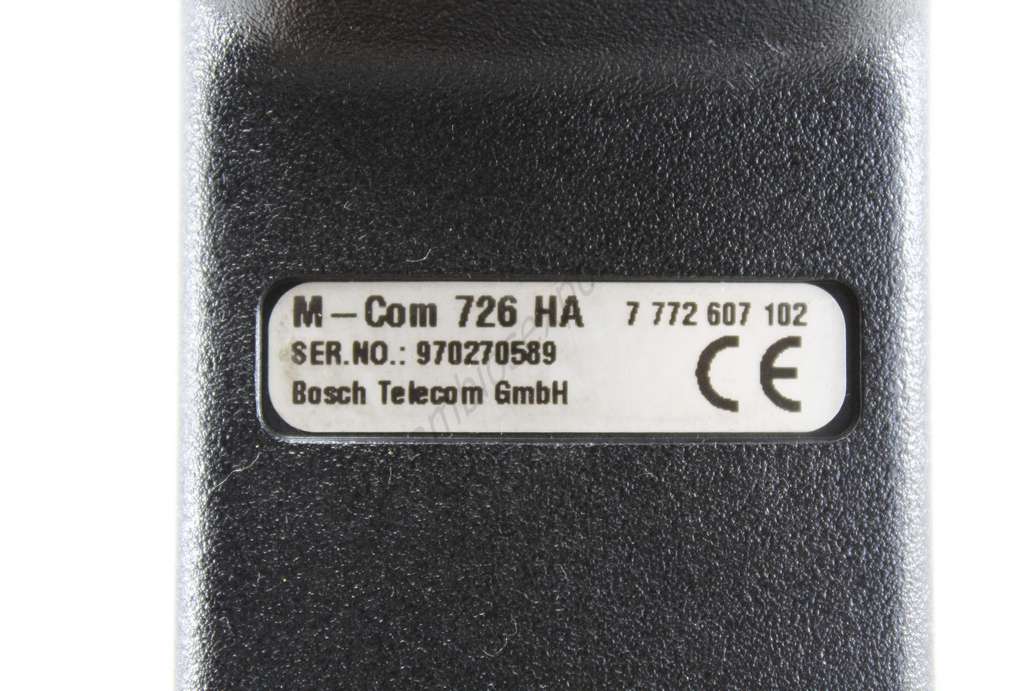 M – Com 726 HA 7 772 607 102
SER.NO.: 970270589
Bosch Telecom GmbH
CE